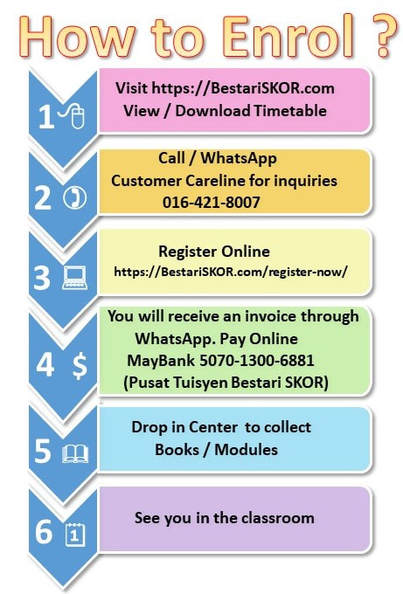 How to Enrol ?
1
Visit https://BestariSKOR.com
View / Download Timetable
2
Call / WhatsApp
Customer Careline for inquiries
016-421-8007
3
Register Online
https://BestariSKOR.com/register-now/
4 $
You will receive an invoice through
WhatsApp. Pay Online
MayBank 5070-1300-6881
(Pusat Tuisyen Bestari SKOR)
5
Drop in Center to collect
Books / Modules
6 1
See you in the classroom